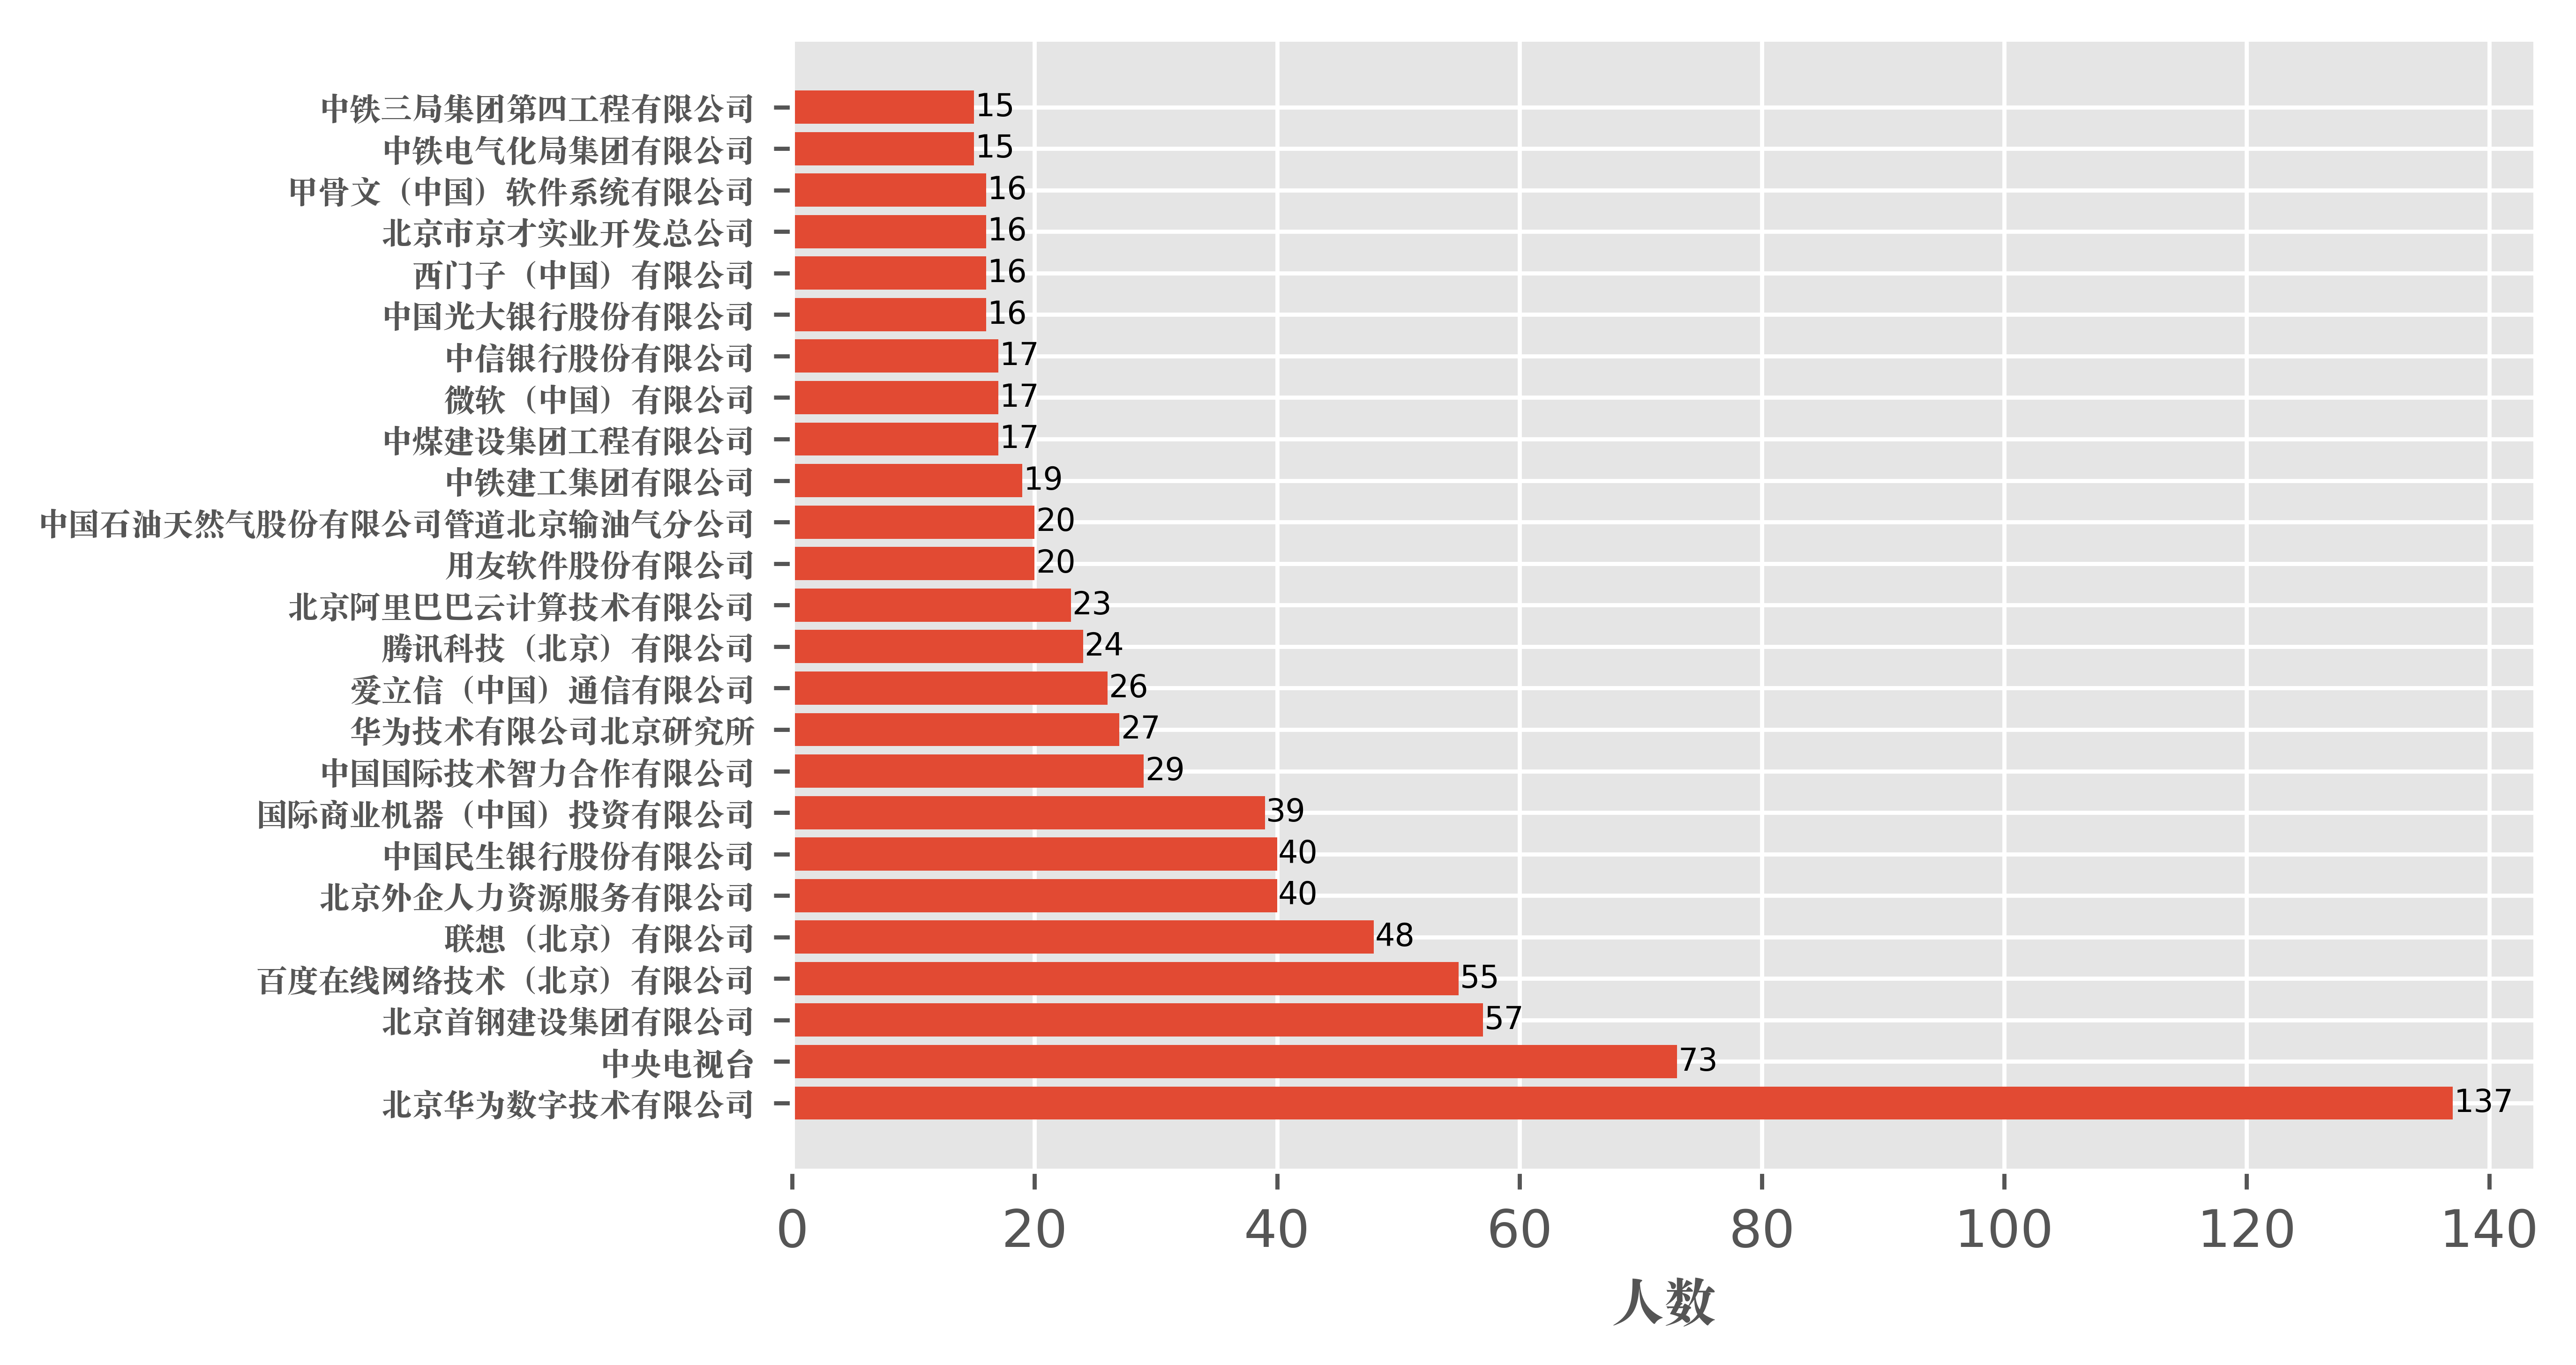 中铁三局集团第四工程有限公司 15
中铁电气化局集团有限公司 15
甲骨文（中国）软件系统有限公司 16
北京市京才实业开发总公司 16
西门子（中国）有限公司 16
中国光大银行股份有限公司 16
中信银行股份有限公司 17
微软（中国）有限公司 17
中煤建设集团工程有限公司 17
中铁建工集团有限公司 19
中国石油天然气股份有限公司管道北京输油气分公司 20
用友软件股份有限公司 20
北京阿里巴巴云计算技术有限公司 23
腾讯科技（北京）有限公司 24
爱立信（中国）通信有限公司 26
华为技术有限公司北京研究所 27
中国国际技术智力合作有限公司 29
国际商业机器（中国）投资有限公司 39
中国民生银行股份有限公司 40
北京外企人力资源服务有限公司 40
联想（北京）有限公司 48
百度在线网络技术（北京）有限公司 55
北京首钢建设集团有限公司 57
中央电视台 73
北京华为数字技术有限公司 137
0 20 40 60 80 100 120 140
人数